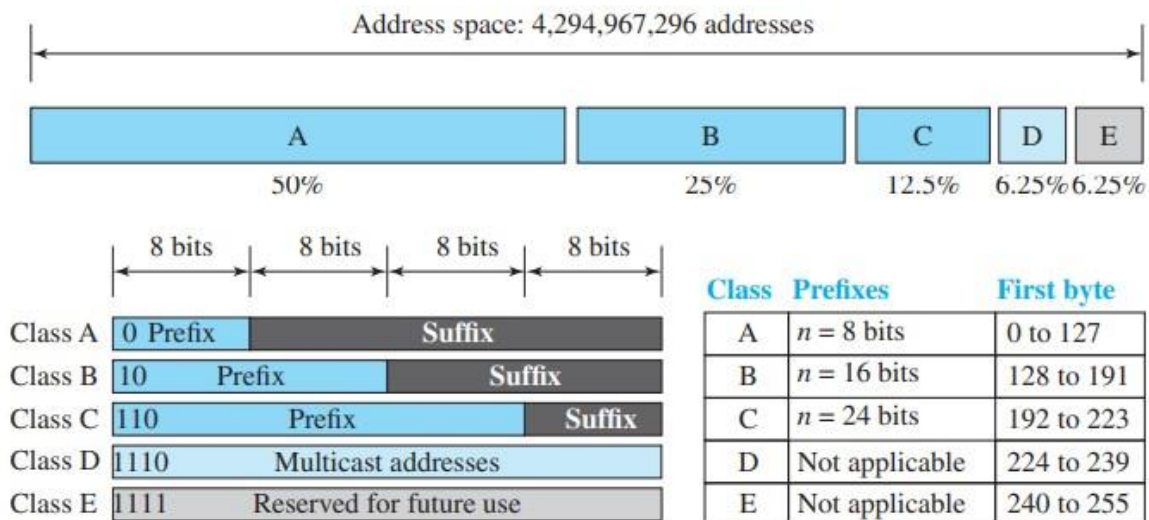 Address space: 4,294,967,296 addresses
A B C D E
50% 25% 12.5% 6.25% 6.25%
8 bits 8 bits 8 bits 8 bits
Class A 0 Prefix Suffix
Class B 10 Prefix Suffix
Class C 110 Prefix Suffix
Class D 1110 Multicast addresses
Class E 1111 Reserved for future use
Class Prefixes First byte
A n = 8 bits 0 to 127
B n = 16 bits 128 to 191
C n = 24 bits 192 to 223
D Not applicable 224 to 239
E Not applicable 240 to 255